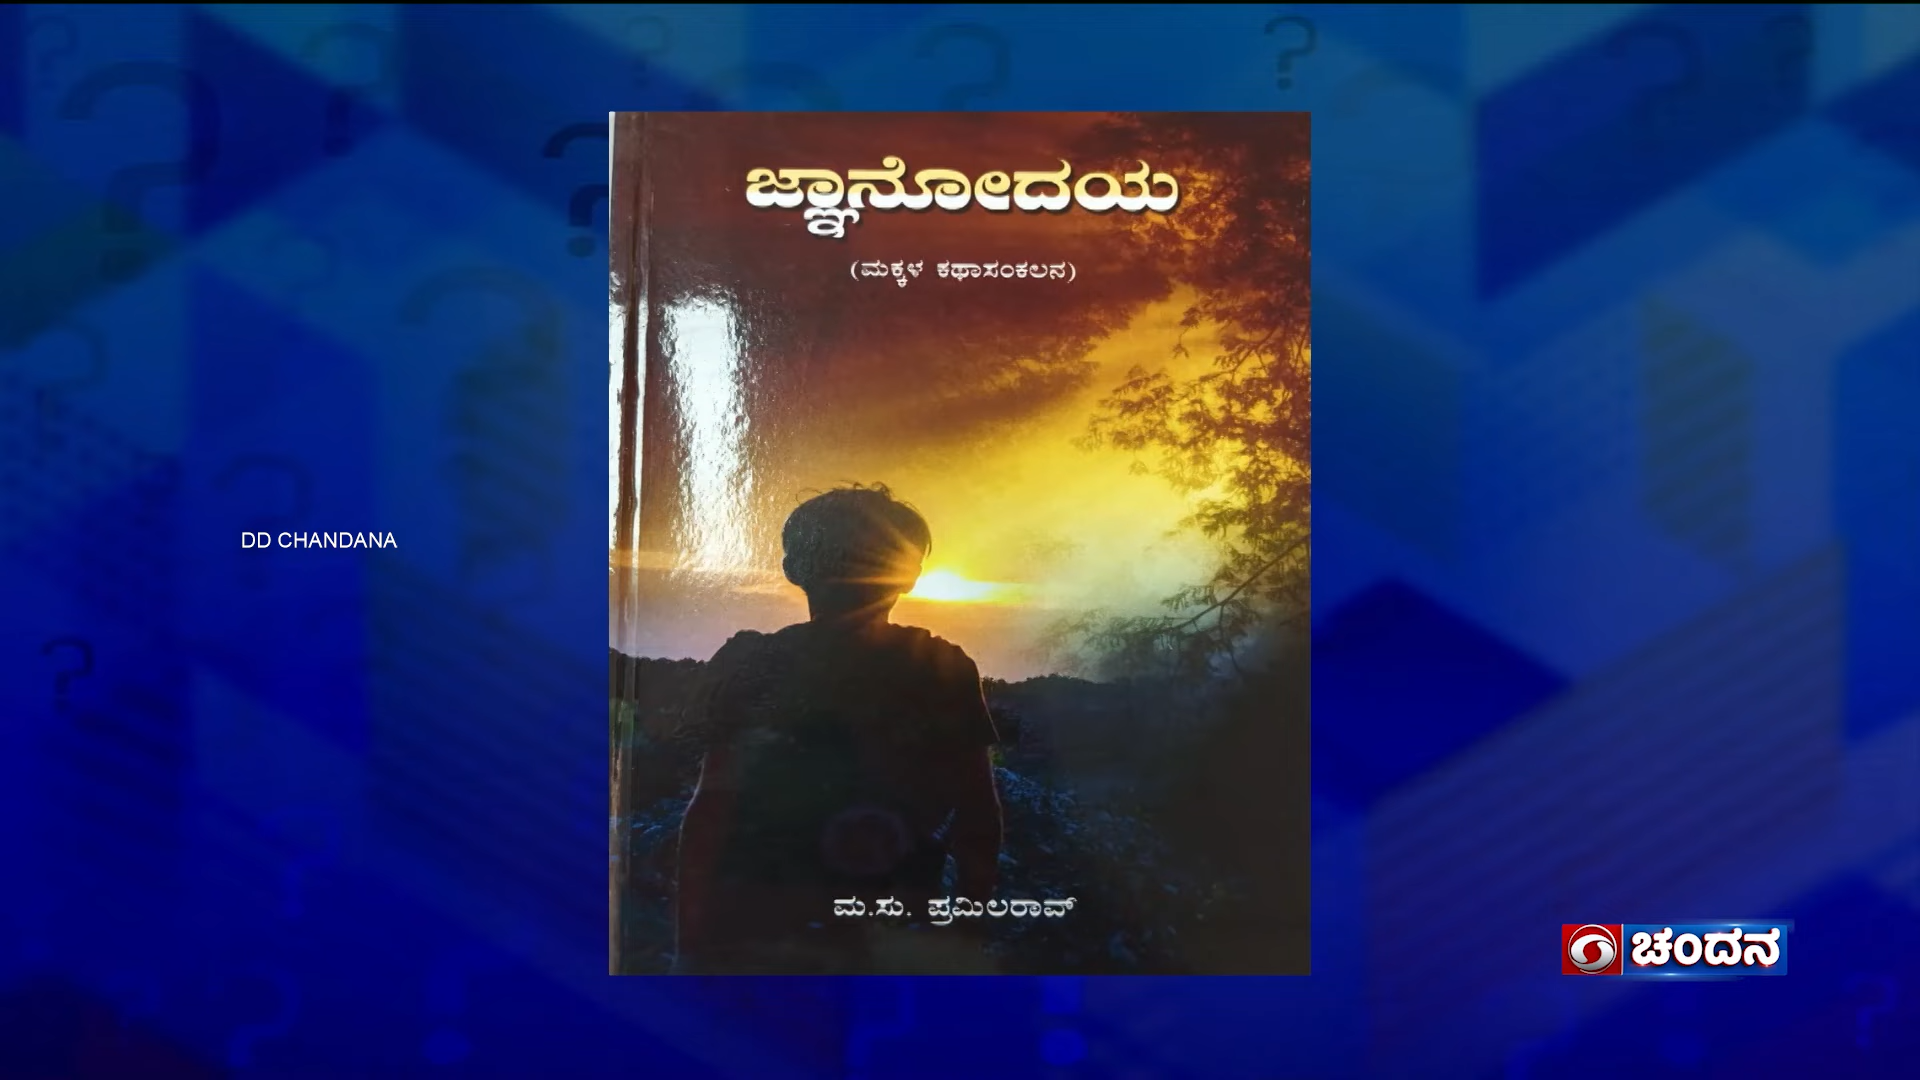 ಜ್ಞಾನೋದಯ
(ಮಕ್ಕಳ ಕಥಾಸಂಕಲನ)
DD CHANDANA
ಮ.ಸು. ಪ್ರಮಿಲರಾವ್
ಚಂದನ